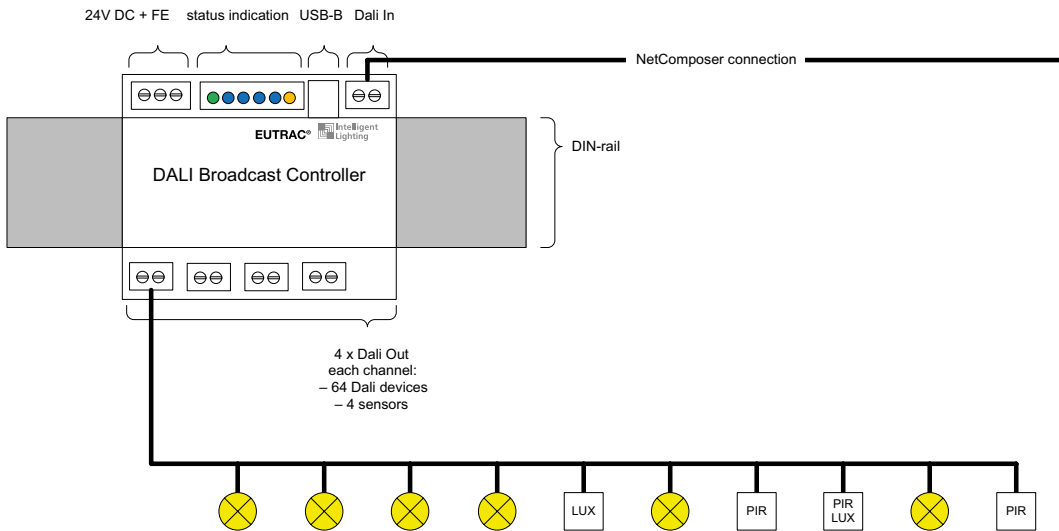 24V DC + FE status indication USB-B Dali In
NetComposer connection
EUTRAC® Intelligent
Lighting
DIN-rail
DALI Broadcast Controller
4 x Dali Out
each channel:
– 64 Dali devices
– 4 sensors
LUX
PIR
PIR
LUX
PIR